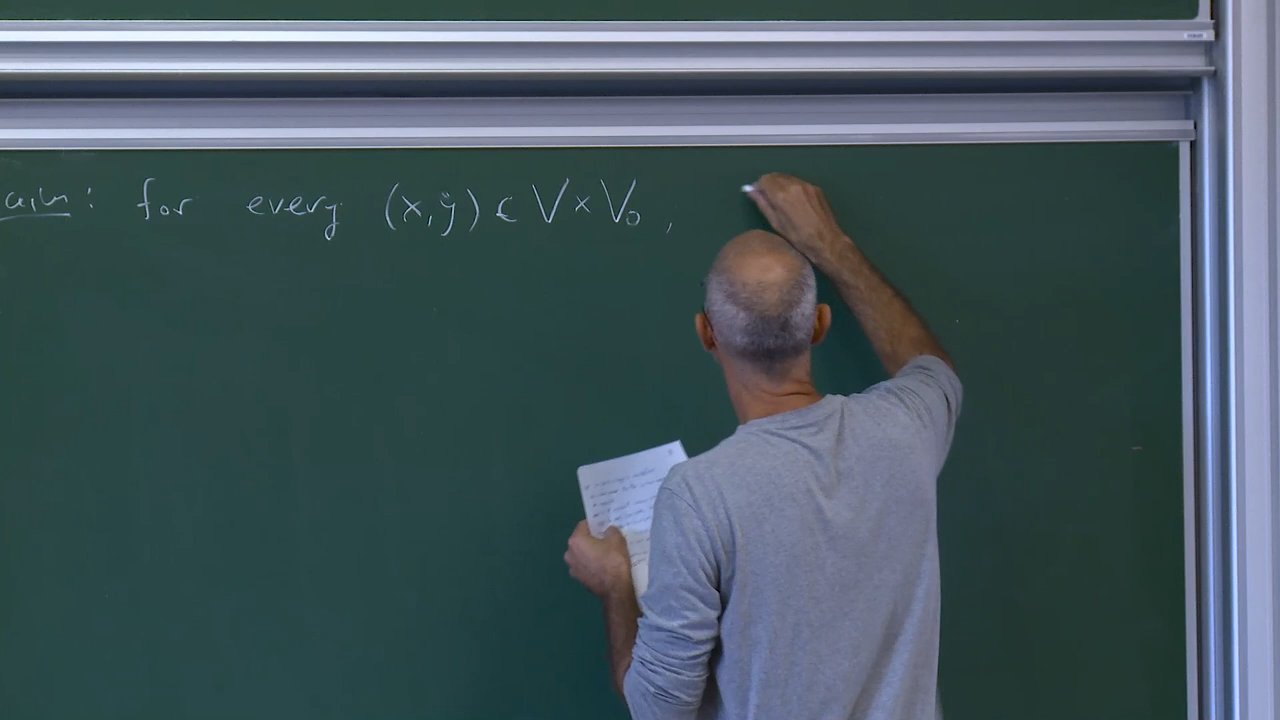 aim: for every (x,ÿ) ∈ V × V₀ ,